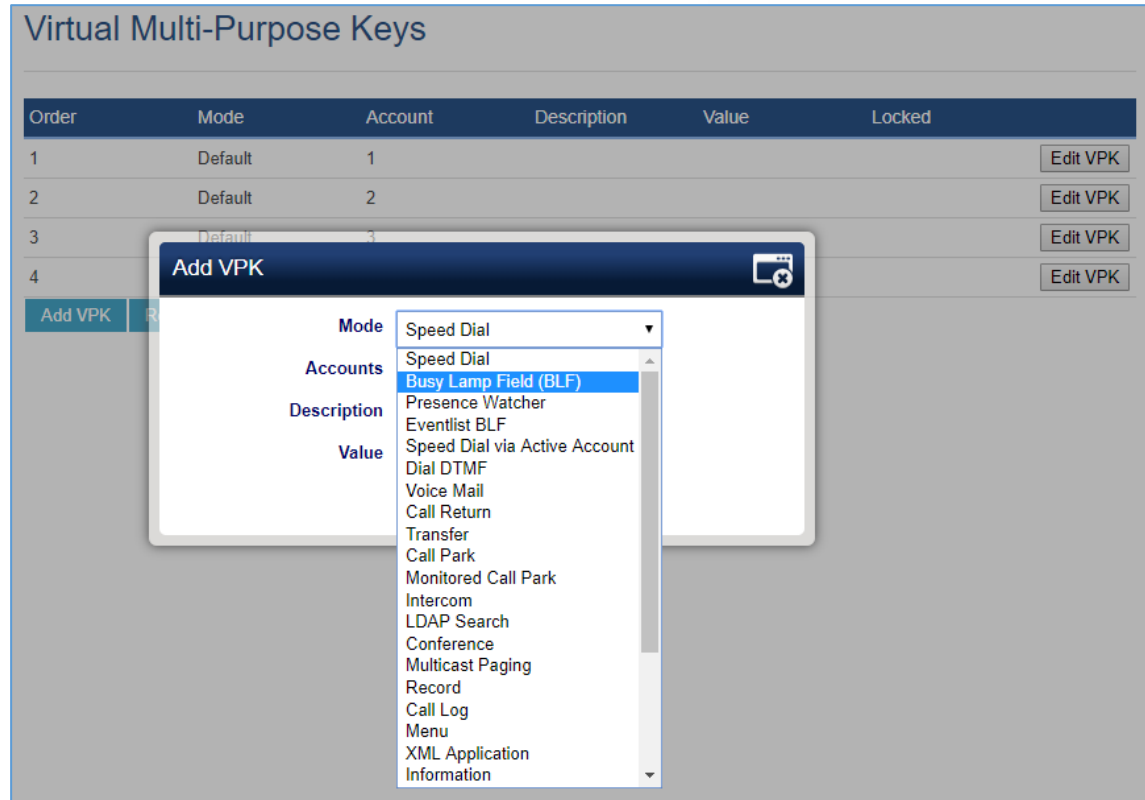 Virtual Multi-Purpose Keys
Order Mode Account Description Value Locked
1 Default 1 Edit VPK
2 Default 2 Edit VPK
3 Default 3 Edit VPK
4 Edit VPK
Add VPK
Add VPK
Mode Speed Dial
Accounts
Description
Value
Speed Dial
Busy Lamp Field (BLF)
Presence Watcher
Eventlist BLF
Speed Dial via Active Account
Dial DTMF
Voice Mail
Call Return
Transfer
Call Park
Monitored Call Park
Intercom
LDAP Search
Conference
Multicast Paging
Record
Call Log
Menu
XML Application
Information